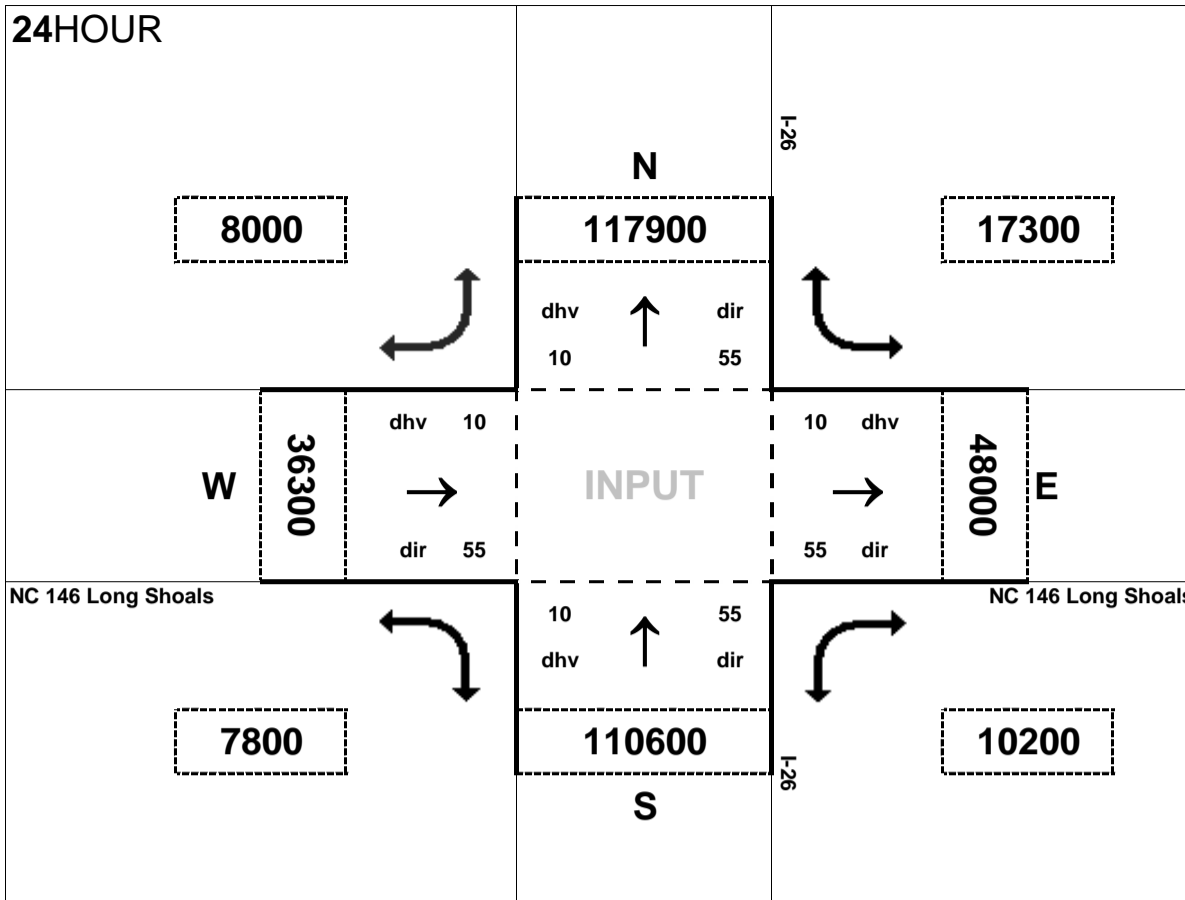 24HOUR
I-26
N
8000
117900
17300
dhv
dir
10
55
dhv 10
10 dhv
W
36300
INPUT
48000
E
dir 55
55 dir
NC 146 Long Shoals
NC 146 Long Shoals
10
55
dhv
dir
7800
110600
10200
I-26
S